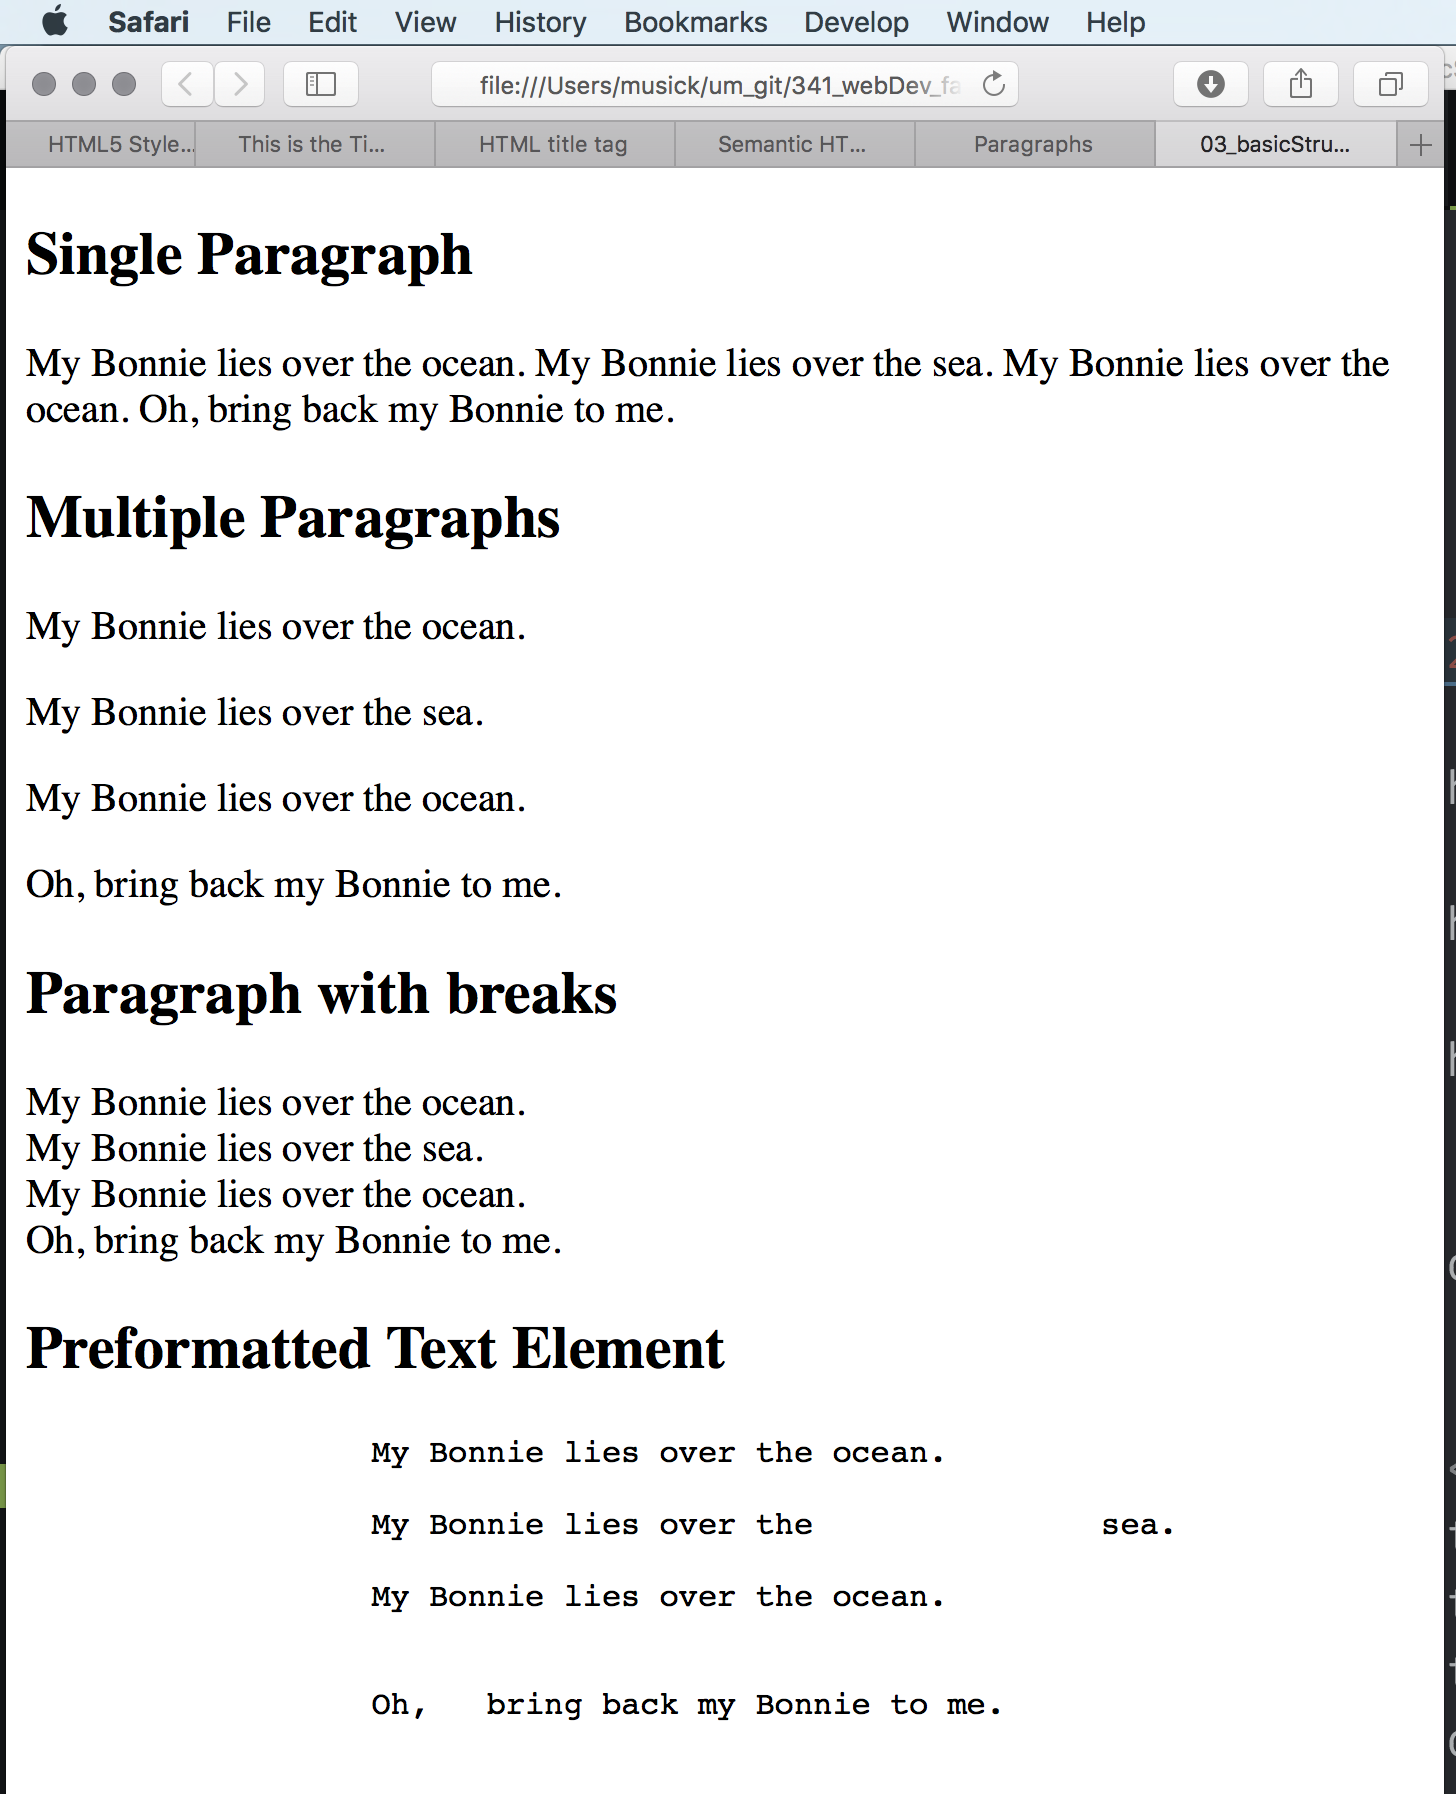 Safari File Edit View History Bookmarks Develop Window Help
file:///Users/musick/um_git/341_webDev_fa
HTML5 Style... This is the Ti... HTML title tag Semantic HT... Paragraphs 03_basicStru...
Single Paragraph
My Bonnie lies over the ocean. My Bonnie lies over the sea. My Bonnie lies over the
ocean. Oh, bring back my Bonnie to me.
Multiple Paragraphs
My Bonnie lies over the ocean.
My Bonnie lies over the sea.
My Bonnie lies over the ocean.
Oh, bring back my Bonnie to me.
Paragraph with breaks
My Bonnie lies over the ocean.
My Bonnie lies over the sea.
My Bonnie lies over the ocean.
Oh, bring back my Bonnie to me.
Preformatted Text Element
My Bonnie lies over the ocean.
My Bonnie lies over the               sea.
My Bonnie lies over the ocean.
Oh,   bring back my Bonnie to me.